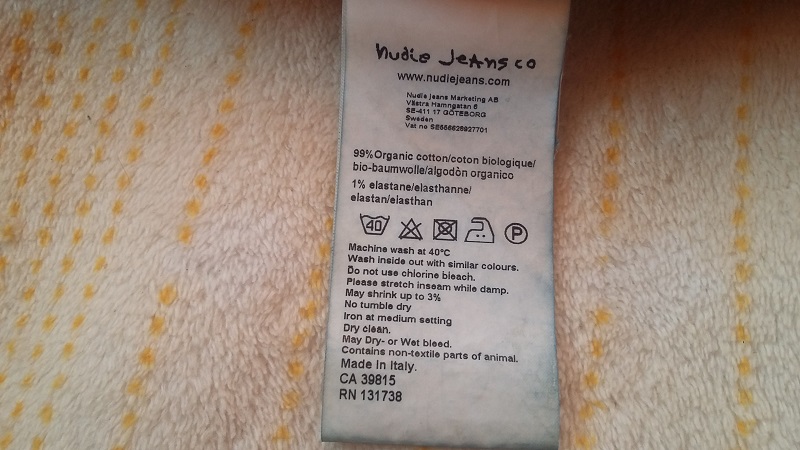 nudie jeans co
www.nudiejeans.com
Nudie Jeans Marketing AB
Västra Hamngatan 6
SE-411 17 GÖTEBORG
Sweden
Vat no SE556625927701
99%Organic cotton/coton biologique/
bio-baumwolle/algodòn organico
1% elastane/elasthanne/
elastan/elasthan
40 P
Machine wash at 40°C
Wash inside out with similar colours.
Do not use chlorine bleach.
Please stretch inseam while damp.
May shrink up to 3%
No tumble dry
Iron at medium setting
Dry clean.
May Dry- or Wet bleed.
Contains non-textile parts of animal.
Made in Italy.
CA 39815
RN 131738